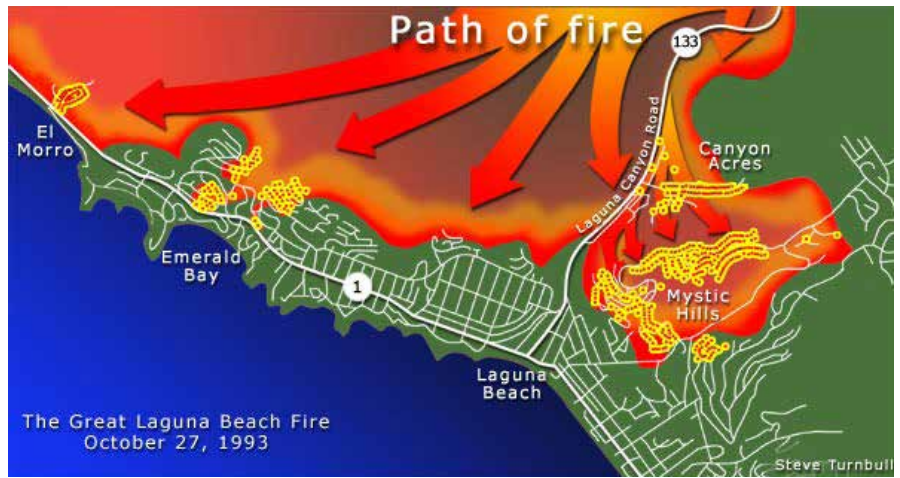 Path of fire
133
El
Morro
Laguna Canyon Road
Canyon
Acres
Emerald
Bay
1
Mystic
Hills
Laguna
Beach
The Great Laguna Beach Fire
October 27, 1993
Steve Turnbull